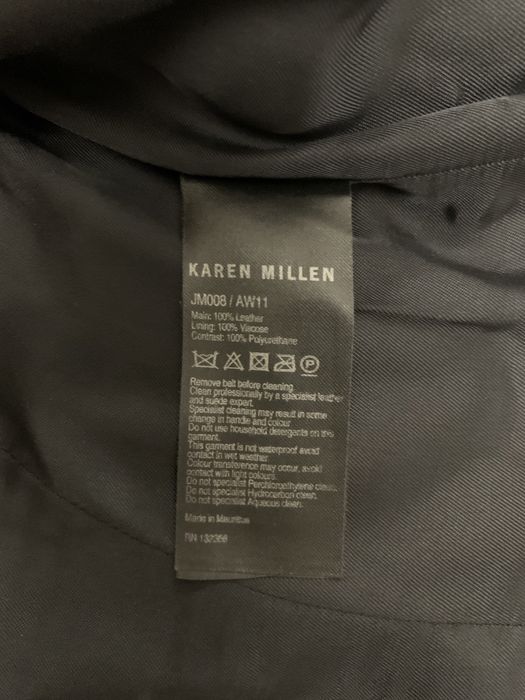 KAREN MILLEN
JM008 / AW11
Main: 100% Leather
Lining: 100% Viscose
Contrast: 100% Polyurethane
P
Remove belt before cleaning
Clean professionally by a specialist leather
and suede expert.
Specialist cleaning may result in some
change in handle and colour
Do not use household detergents on this
garment.
This garment is not waterproof avoid
contact in wet weather
Colour transference may occur, avoid
contact with light colours.
Do not specialist Perchloroethylene clean.
Do not specialist Hydrocarbon clean.
Do not specialist Aqueous clean.
Made in Mauritius
RN 132356